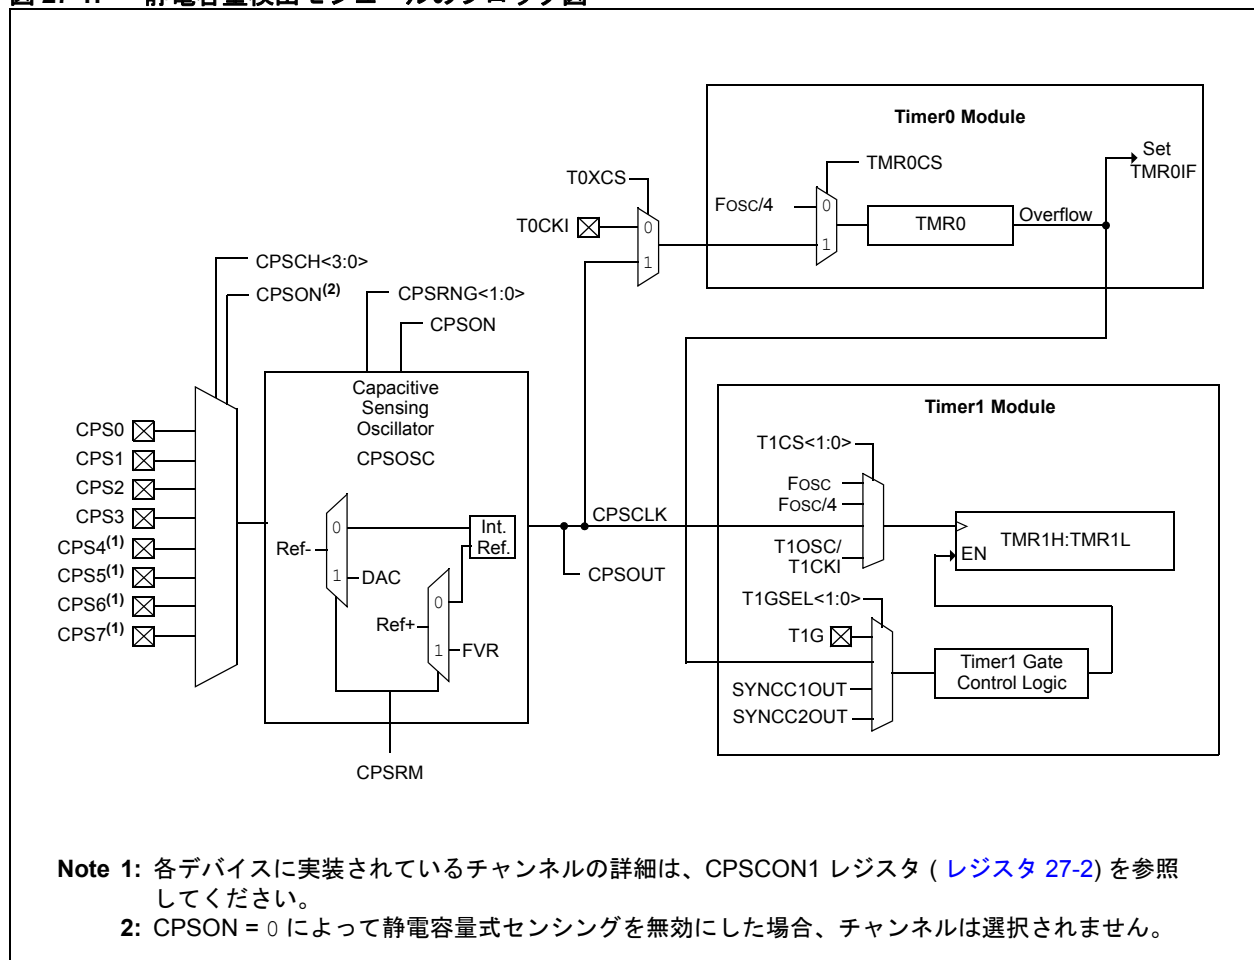 Timer0 Module
Set
TMR0IF
TMR0CS
T0XCS
FOSC/4
0
1
TMR0
Overflow
T0CKI
0
1
CPSCH<3:0>
CPSON(2)
CPSRNG<1:0>
CPSON
Capacitive
Sensing
Oscillator
CPSOSC
CPS0
CPS1
CPS2
CPS3
CPS4(1)
CPS5(1)
CPS6(1)
CPS7(1)
Ref-
0
1
DAC
Int.
Ref.
Ref+
0
1
FVR
CPSRM
CPSCLK
CPSOUT
Timer1 Module
T1CS<1:0>
FOSC
FOSC/4
T1OSC/
T1CKI
TMR1H:TMR1L
EN
T1GSEL<1:0>
T1G
SYNCC1OUT
SYNCC2OUT
Timer1 Gate
Control Logic
Note 1: 各デバイスに実装されているチャンネルの詳細は、CPSCON1 レジスタ ( レジスタ 27-2) を参照
してください。
2: CPSON = 0 によって静電容量式センシングを無効にした場合、チャンネルは選択されません。